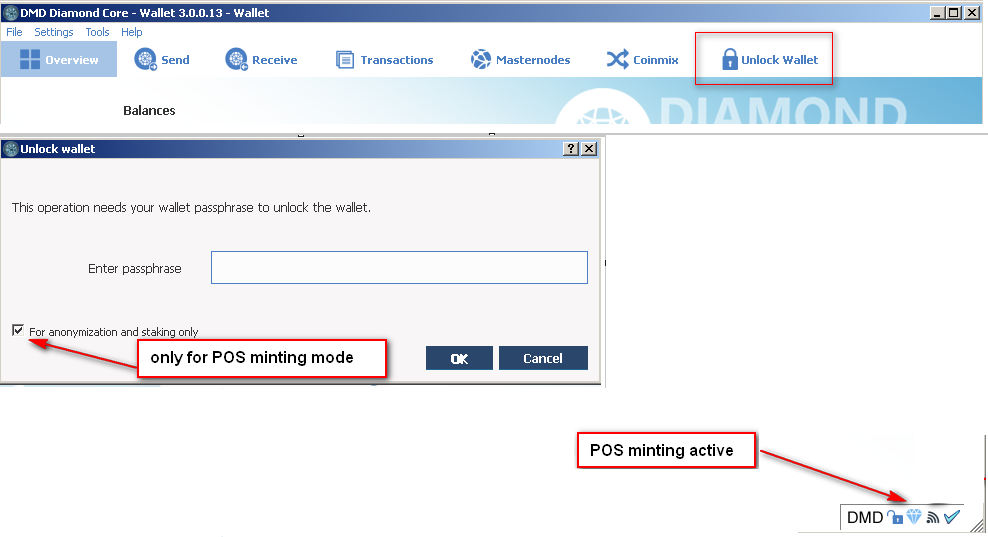 DMD Diamond Core - Wallet 3.0.0.13 - Wallet
File Settings Tools Help
Overview Send Receive Transactions Masternodes Coinmix Unlock Wallet
Balances
DIAMOND
Unlock wallet
This operation needs your wallet passphrase to unlock the wallet.
Enter passphrase
For anonymization and staking only
only for POS minting mode
OK Cancel
POS minting active
DMD